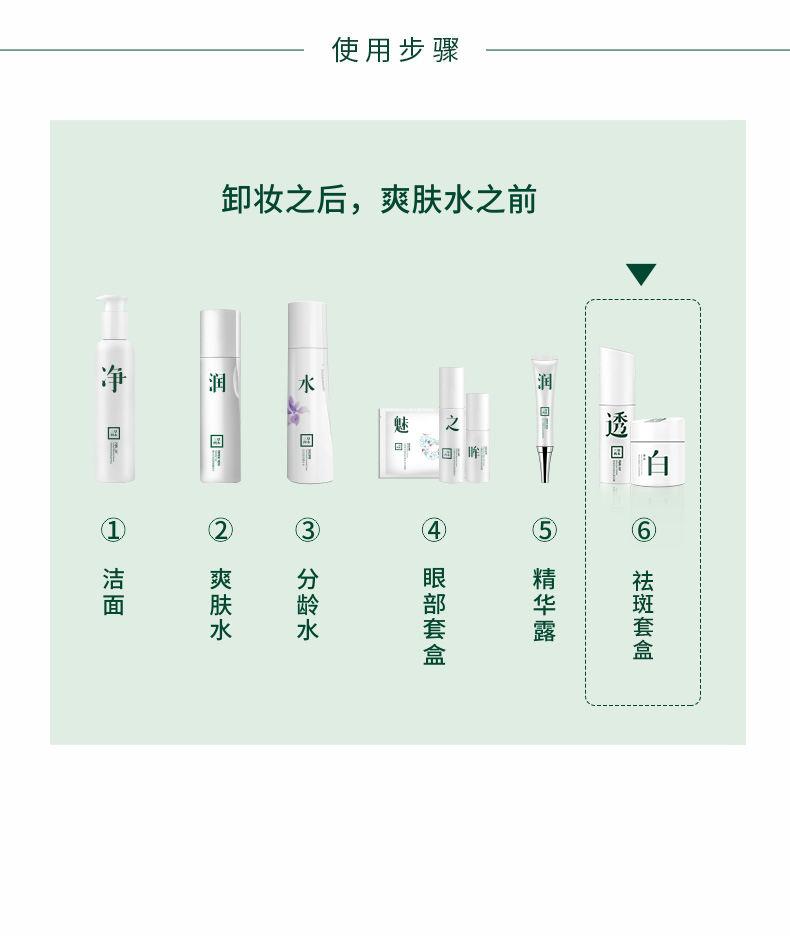 使用步骤
卸妆之后，爽肤水之前
净
润
水
魅
之
眸
润
透
白
①
②
③
④
⑤
⑥
洁面
爽肤水
分龄水
眼部套盒
精华露
祛斑套盒